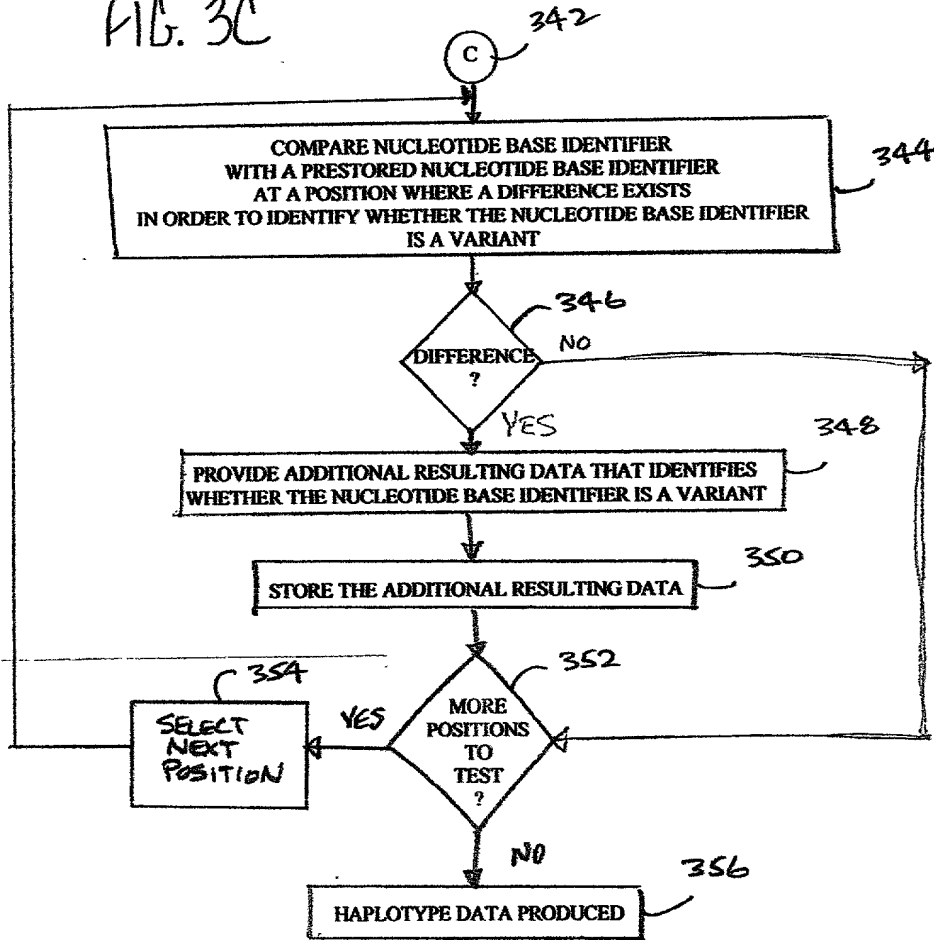 FIG. 3C
342
C
COMPARE NUCLEOTIDE BASE IDENTIFIER
WITH A PRESTORED NUCLEOTIDE BASE IDENTIFIER
AT A POSITION WHERE A DIFFERENCE EXISTS
IN ORDER TO IDENTIFY WHETHER THE NUCLEOTIDE BASE IDENTIFIER
IS A VARIANT
344
346
DIFFERENCE
?
NO
YES
348
PROVIDE ADDITIONAL RESULTING DATA THAT IDENTIFIES
WHETHER THE NUCLEOTIDE BASE IDENTIFIER IS A VARIANT
350
STORE THE ADDITIONAL RESULTING DATA
352
354
MORE
POSITIONS
TO
TEST
?
YES
SELECT
NEXT
POSITION
NO
356
HAPLOTYPE DATA PRODUCED